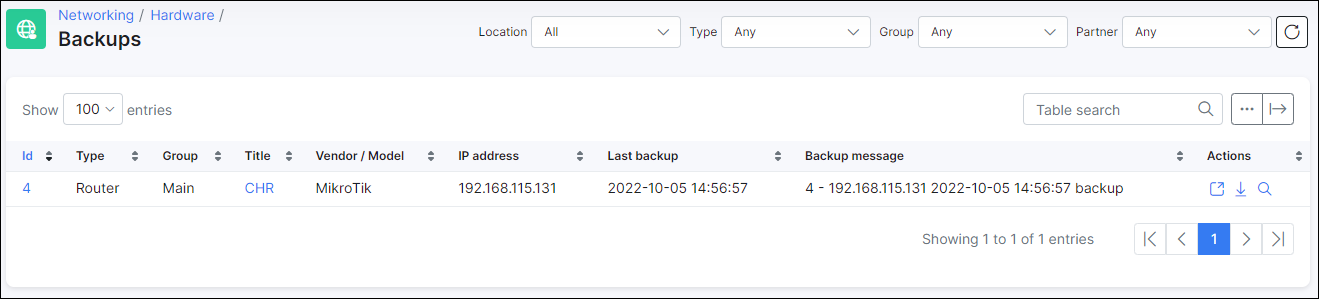 Networking / Hardware /
Backups
Location All Type Any Group Any Partner Any
Show 100 entries
Table search
Id Type Group Title Vendor / Model IP address Last backup Backup message Actions
4 Router Main CHR MikroTik 192.168.115.131 2022-10-05 14:56:57 4 - 192.168.115.131 2022-10-05 14:56:57 backup
Showing 1 to 1 of 1 entries 1